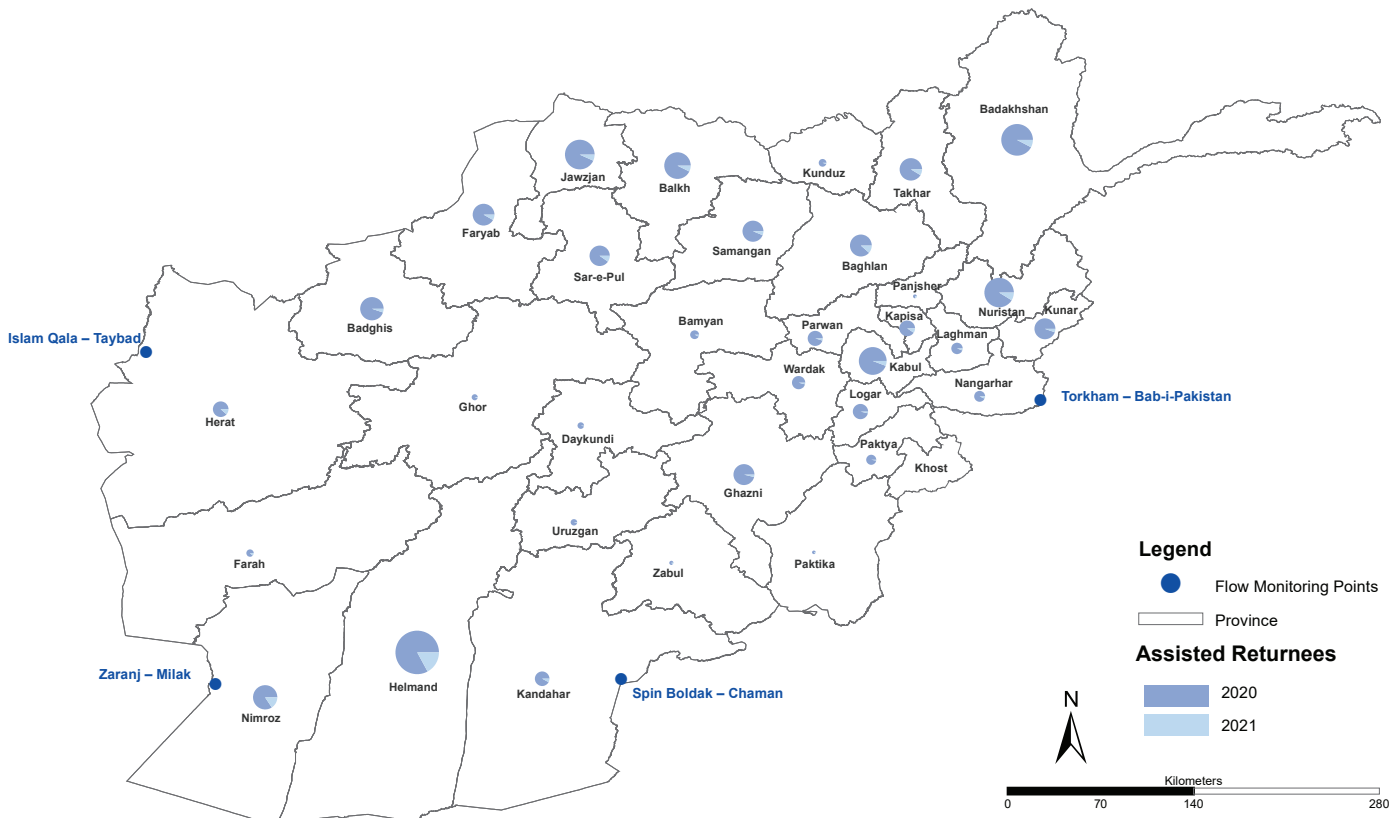 Badakhshan
Jawzjan
Balkh
Kunduz
Takhar
Faryab
Samangan
Baghlan
Sar-e-Pul
Panjsher
Nuristan
Kunar
Badghis
Bamyan
Parwan
Kapisa
Laghman
Islam Qala – Taybad
Kabul
Wardak
Nangarhar
Logar
Torkham – Bab-i-Pakistan
Herat
Ghor
Daykundi
Paktya
Khost
Ghazni
Uruzgan
Farah
Zabul
Paktika
Zaranj – Milak
Nimroz
Helmand
Kandahar
Spin Boldak – Chaman
Legend
Flow Monitoring Points
Province
Assisted Returnees
2020
2021
N
Kilometers
0 70 140 280